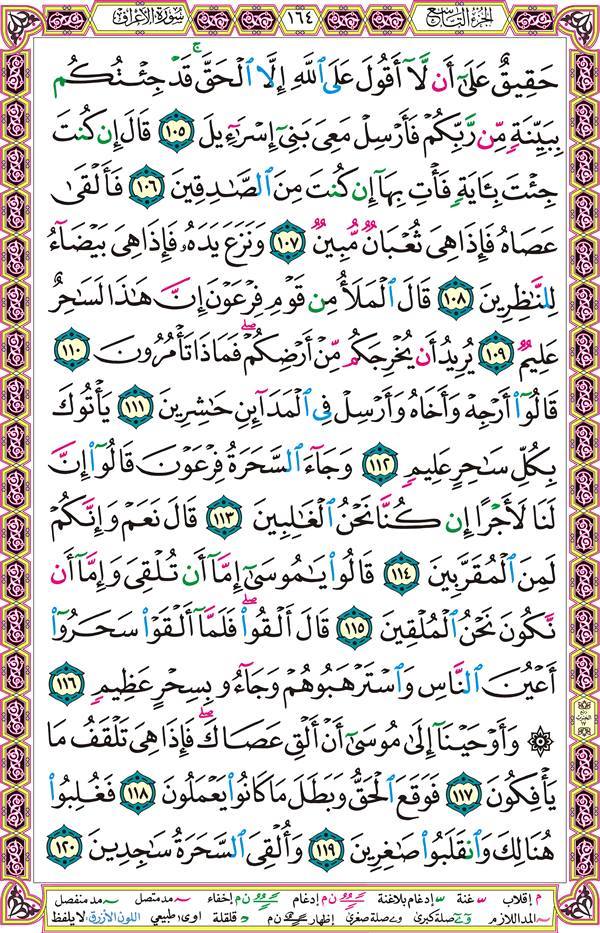 الجزء التاسع ١٦٤ سورة الأعراف
حَقِيقٌ عَلَىٰٓ أَن لَّآ أَقُولَ عَلَى ٱللَّهِ إِلَّا ٱلْحَقَّۚ قَدْ جِئْتُكُم
بِبَيِّنَةٍ مِّن رَّبِّكُمْ فَأَرْسِلْ مَعِىَ بَنِىٓ إِسْرَٰٓءِيلَ ١٠٥ قَالَ إِن كُنتَ
جِئْتَ بِـَٔايَةٍ فَأْتِ بِهَآ إِن كُنتَ مِنَ ٱلصَّـٰدِقِينَ ١٠٦ فَأَلْقَىٰ
عَصَاهُ فَإِذَا هِىَ ثُعْبَانٌ مُّبِينٌ ١٠٧ وَنَزَعَ يَدَهُۥ فَإِذَا هِىَ بَيْضَآءُ
لِلنَّـٰظِرِينَ ١٠٨ قَالَ ٱلْمَلَأُ مِن قَوْمِ فِرْعَوْنَ إِنَّ هَـٰذَا لَسَـٰحِرٌ
عَلِيمٌ ١٠٩ يُرِيدُ أَن يُخْرِجَكُم مِّنْ أَرْضِكُمْۖ فَمَاذَا تَأْمُرُونَ ١١٠
قَالُوٓا۟ أَرْجِهْ وَأَخَاهُ وَأَرْسِلْ فِى ٱلْمَدَآئِنِ حَـٰشِرِينَ ١١١ يَأْتُوكَ
بِكُلِّ سَـٰحِرٍ عَلِيمٍ ١١٢ وَجَآءَ ٱلسَّحَرَةُ فِرْعَوْنَ قَالُوٓا۟ إِنَّ
لَنَا لَأَجْرًا إِن كُنَّا نَحْنُ ٱلْغَـٰلِبِينَ ١١٣ قَالَ نَعَمْ وَإِنَّكُمْ
لَمِنَ ٱلْمُقَرَّبِينَ ١١٤ قَالُوا۟ يَـٰمُوسَىٰٓ إِمَّآ أَن تُلْقِىَ وَإِمَّآ أَن
نَّكُونَ نَحْنُ ٱلْمُلْقِينَ ١١٥ قَالَ أَلْقُوا۟ۖ فَلَمَّآ أَلْقَوْا۟ سَحَرُوٓا۟
أَعْيُنَ ٱلنَّاسِ وَٱسْتَرْهَبُوهُمْ وَجَآءُو بِسِحْرٍ عَظِيمٍ ١١٦
۞ وَأَوْحَيْنَآ إِلَىٰ مُوسَىٰٓ أَنْ أَلْقِ عَصَاكَۖ فَإِذَا هِىَ تَلْقَفُ مَا
يَأْفِكُونَ ١١٧ فَوَقَعَ ٱلْحَقُّ وَبَطَلَ مَا كَانُوا۟ يَعْمَلُونَ ١١٨ فَغُلِبُوا۟
هُنَالِكَ وَٱنقَلَبُوا۟ صَـٰغِرِينَ ١١٩ وَأُلْقِىَ ٱلسَّحَرَةُ سَـٰجِدِينَ ١٢٠
م إقلاب غنة إدغام بلاغنة ن م إدغام ن م إخفاء مد متصل مد منفصل
المد اللازم صلة كبرى صلة صغرى إظهار ن م قلقلة اوى طبيعي اللون الأزرق: لا يلفظ